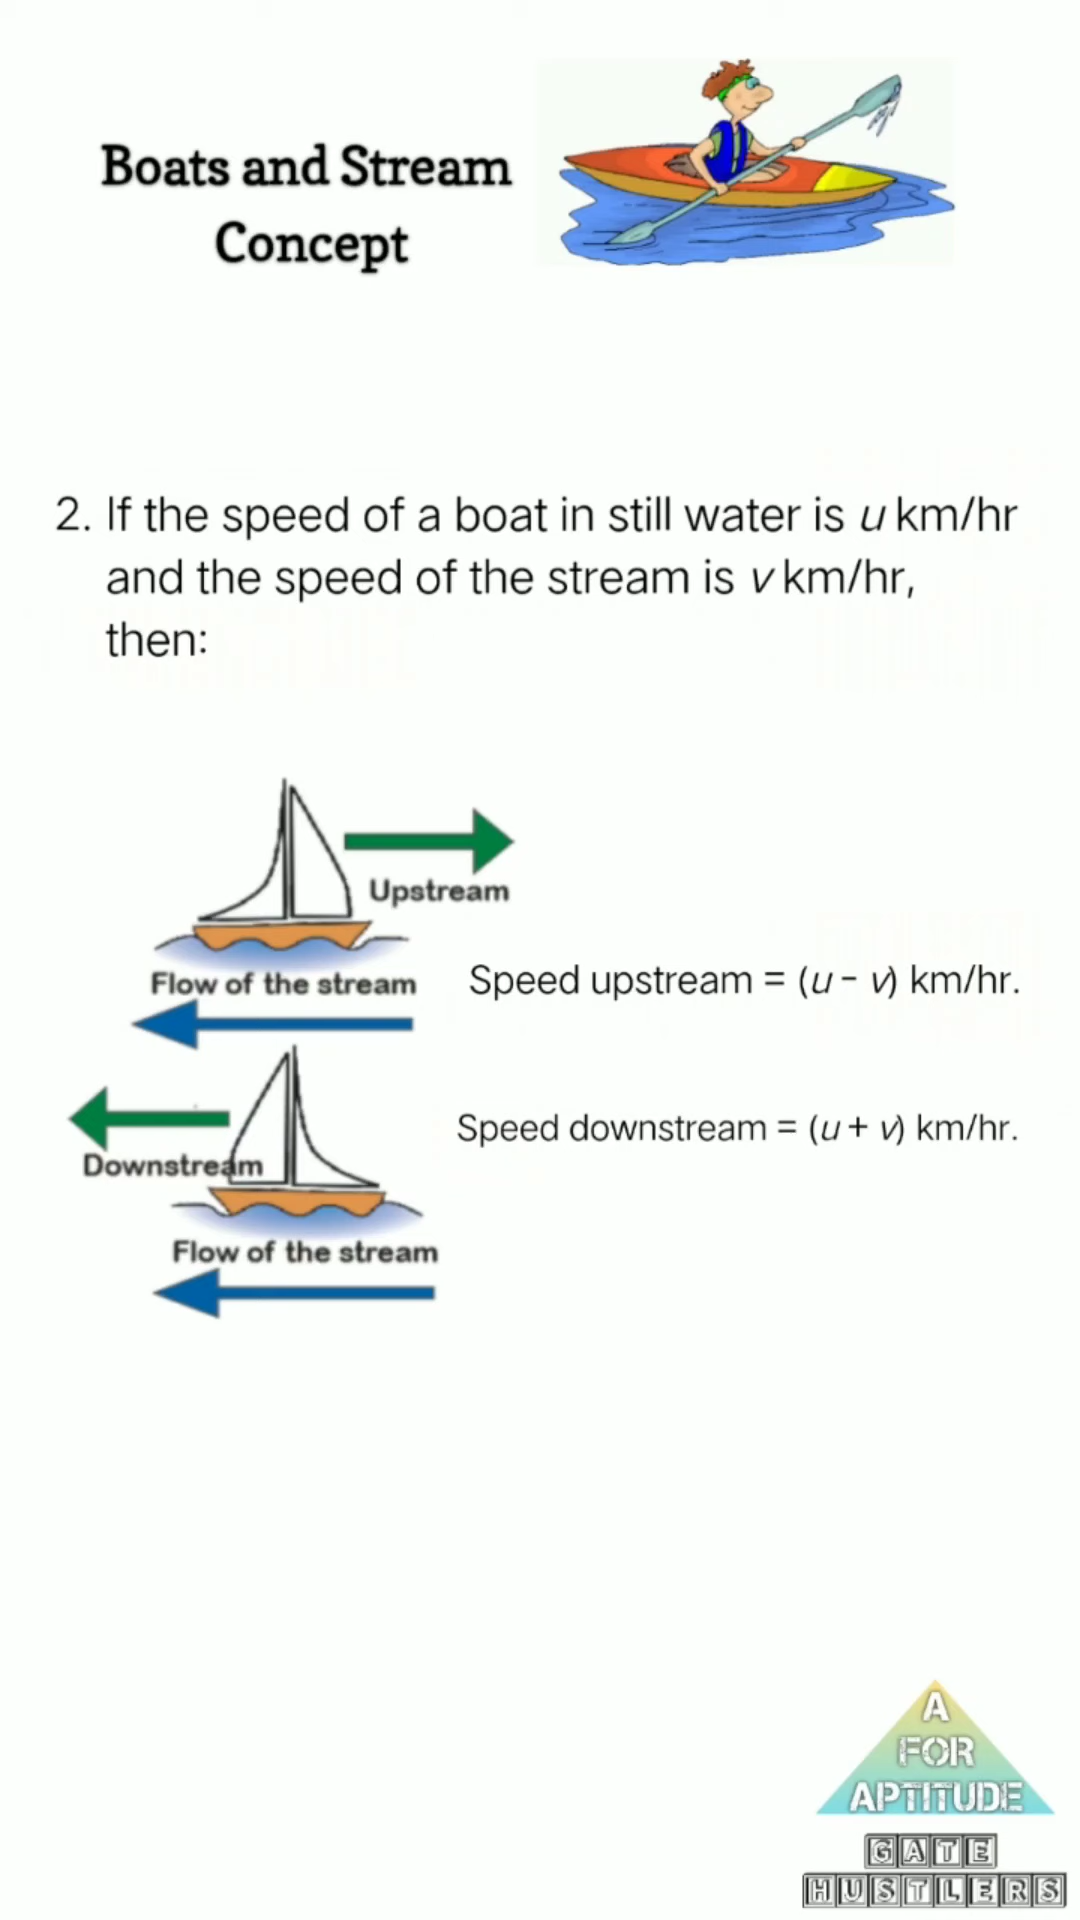 Boats and Stream
Concept
2. If the speed of a boat in still water is u km/hr
and the speed of the stream is v km/hr,
then:
Upstream
Flow of the stream
Speed upstream = (u - v) km/hr.
Downstream
Speed downstream = (u + v) km/hr.
Flow of the stream
A
FOR
APTITUDE
GATE
HUSTLERS